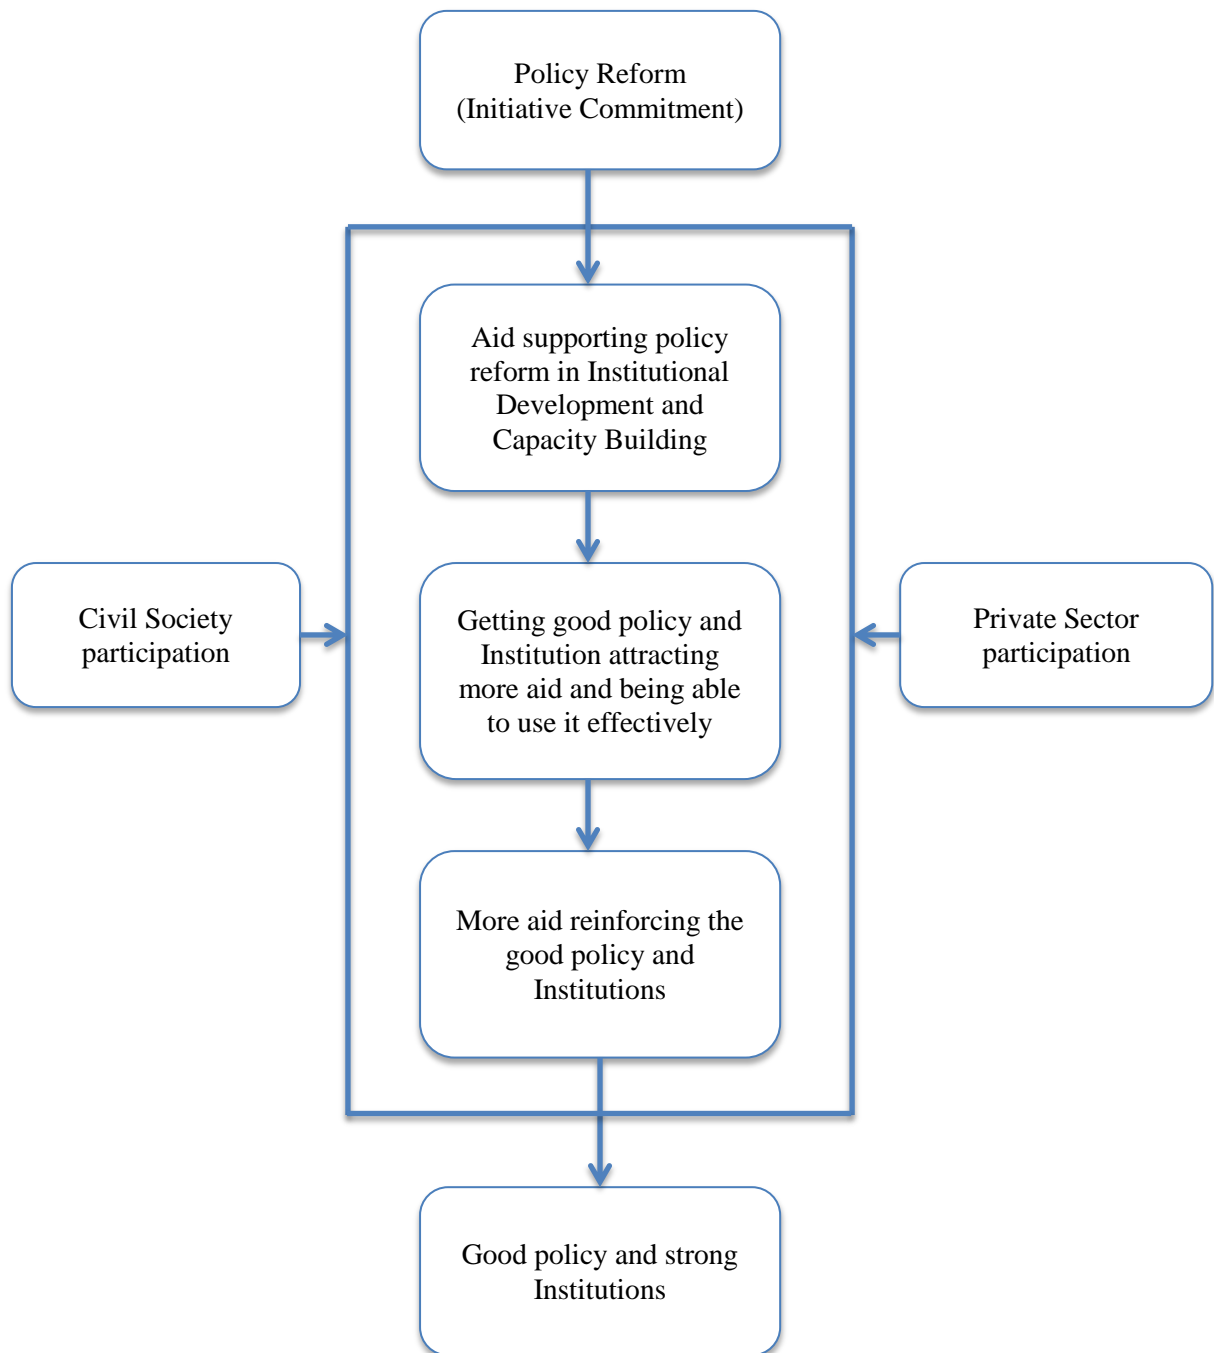 Policy Reform
(Initiative Commitment)
Aid supporting policy
reform in Institutional
Development and
Capacity Building
Civil Society
participation
Getting good policy and
Institution attracting
more aid and being able
to use it effectively
Private Sector
participation
More aid reinforcing the
good policy and
Institutions
Good policy and strong
Institutions